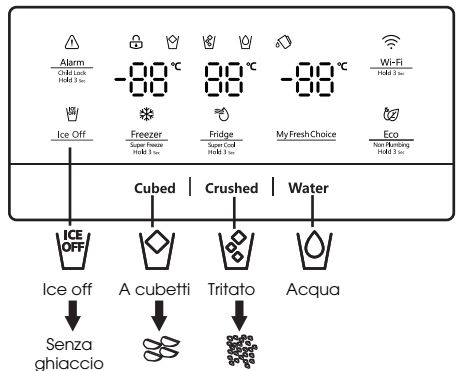 -88 °C 88 °C -88 °C
Alarm Wi-Fi
Child Lock Hold 3 Sec
Hold 3 Sec
ICE OFF
Ice Off Freezer Fridge My Fresh Choice Eco
Super Freeze Super Cool Non Plumbing
Hold 3 Sec Hold 3 Sec Hold 3 Sec
Cubed | Crushed | Water
ICE
OFF
Ice off A cubetti Tritato Acqua
Senza
ghiaccio